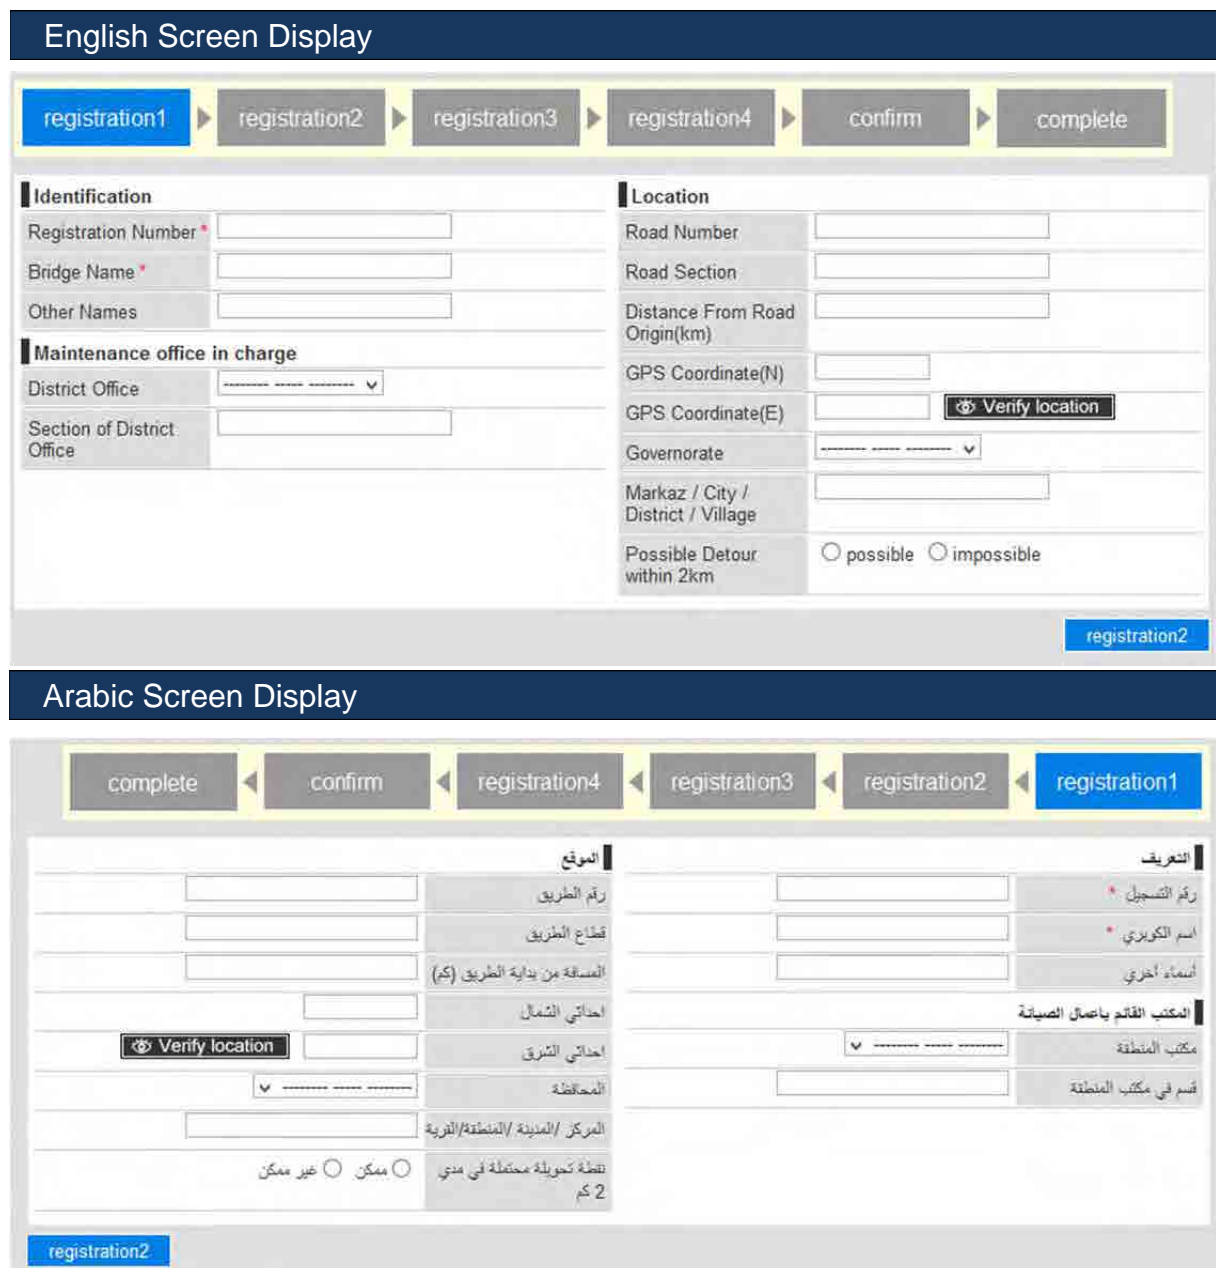 English Screen Display
registration1 registration2 registration3 registration4 confirm complete
Identification
Registration Number *
Bridge Name *
Other Names
Maintenance office in charge
District Office
-------- ----- --------
Section of District
Office
Location
Road Number
Road Section
Distance From Road
Origin(km)
GPS Coordinate(N)
GPS Coordinate(E)
Verify location
Governorate
-------- ----- --------
Markaz / City /
District / Village
Possible Detour
within 2km
possible impossible
registration2
Arabic Screen Display
complete confirm registration4 registration3 registration2 registration1
التعريف
رقم التسجيل *
اسم الكوبري *
أسماء أخري
المكتب القائم باعمال الصيانة
مكتب المنطقة
-------- ----- --------
قسم في مكتب المنطقة
الموقع
رقم الطريق
قطاع الطريق
المسافة من بداية الطريق (كم)
احداثي الشمال
احداثي الشرق
Verify location
المحافظة
-------- ----- --------
المركز /المدينة /المنطقة/القرية
نقطة تحويلة محتملة في مدي
2 كم
ممكن غير ممكن
registration2